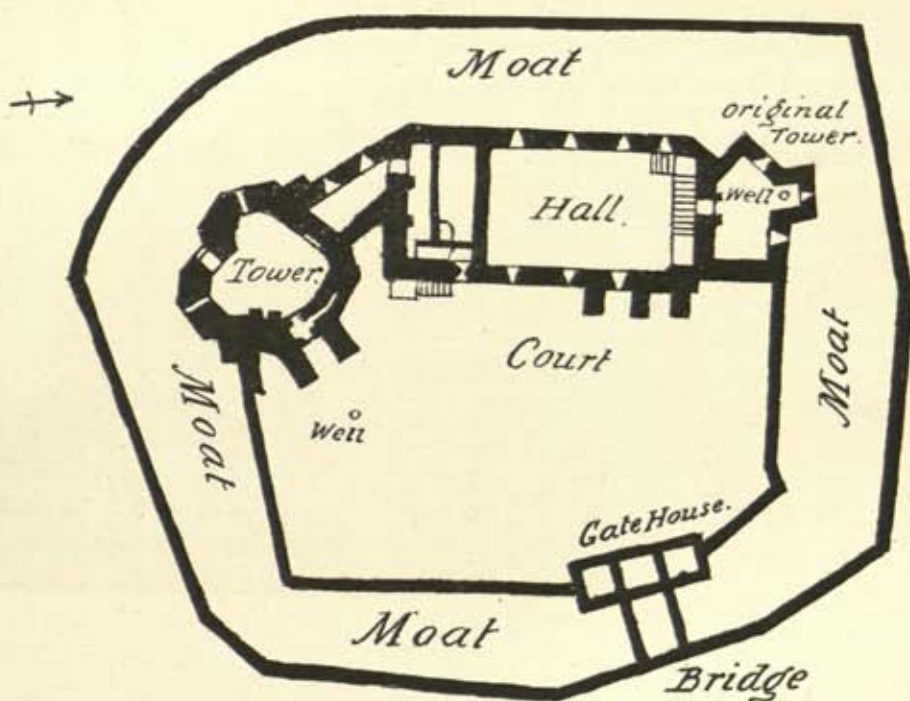 Moat
original
Tower.
Well
Hall.
Tower.
Court
Moat
Moat
Well
Gate House.
Moat
Bridge